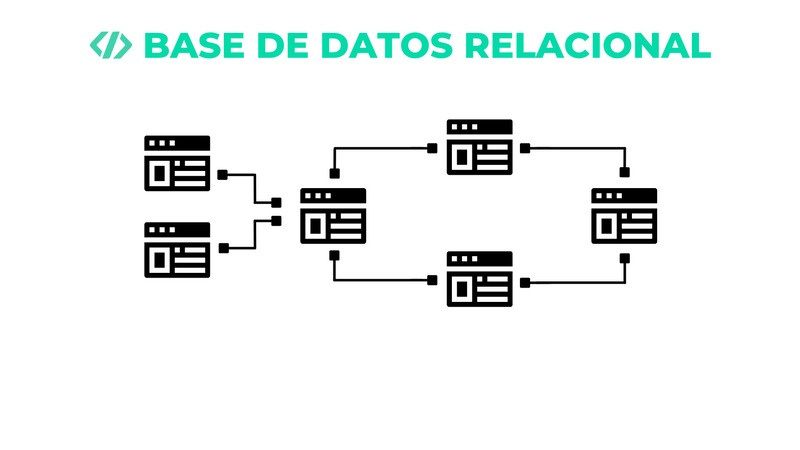 BASE DE DATOS RELACIONAL